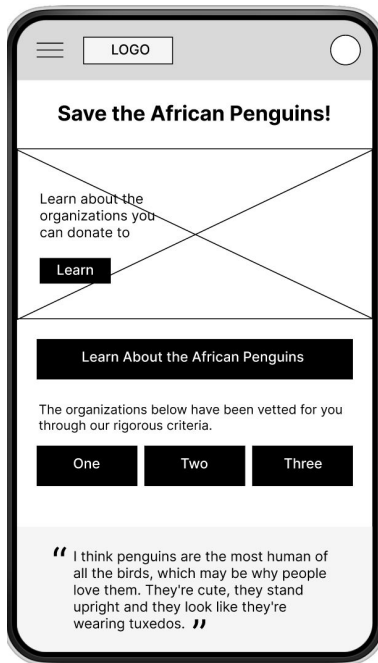 LOGO
Save the African Penguins!
Learn about the
organizations you
can donate to
Learn
Learn About the African Penguins
The organizations below have been vetted for you
through our rigorous criteria.
One
Two
Three
“ I think penguins are the most human of
all the birds, which may be why people
love them. They're cute, they stand
upright and they look like they're
wearing tuxedos. ”